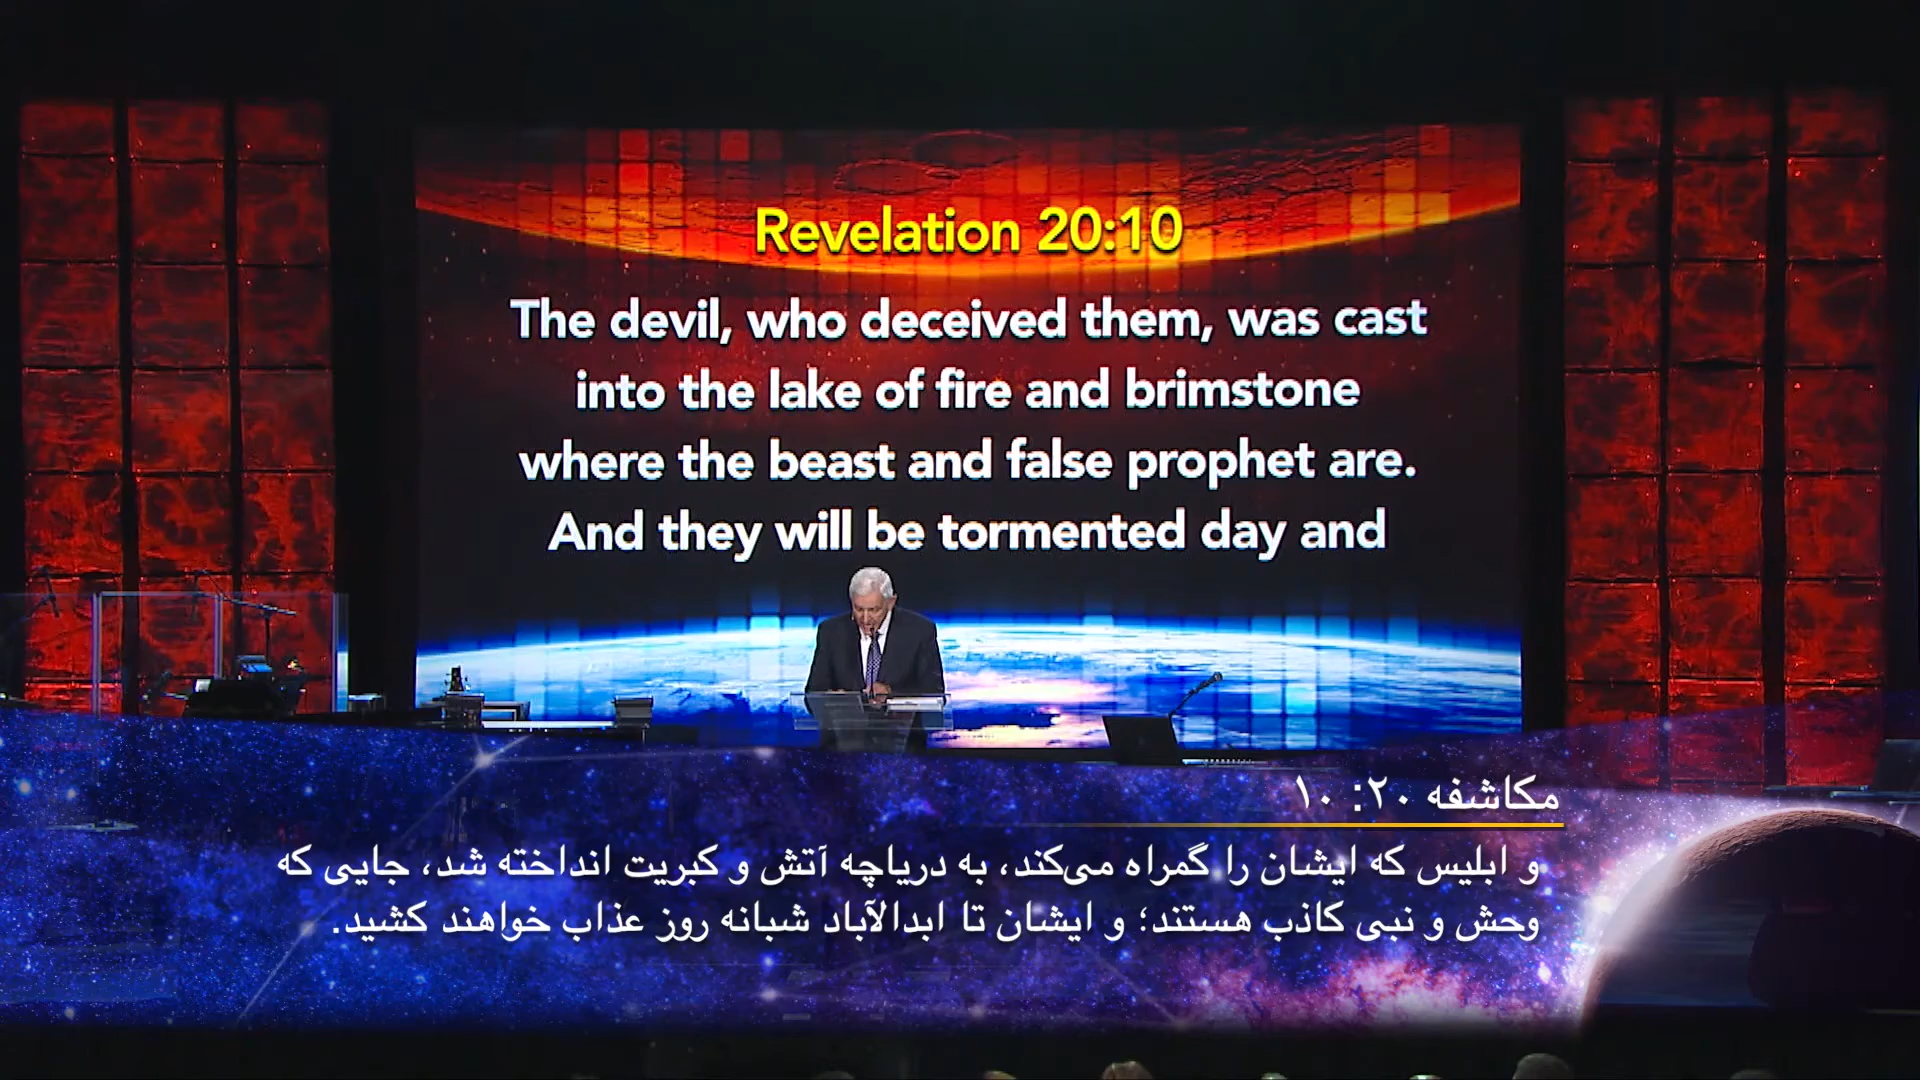 Revelation 20:10
The devil, who deceived them, was cast
into the lake of fire and brimstone
where the beast and false prophet are.
And they will be tormented day and
مکاشفه ۲۰: ۱۰
و ابلیس که ایشان را گمراه می‌کند، به دریاچه آتش و کبریت انداخته شد، جایی که
وحش و نبی کاذب هستند؛ و ایشان تا ابدالآباد شبانه روز عذاب خواهند کشید.